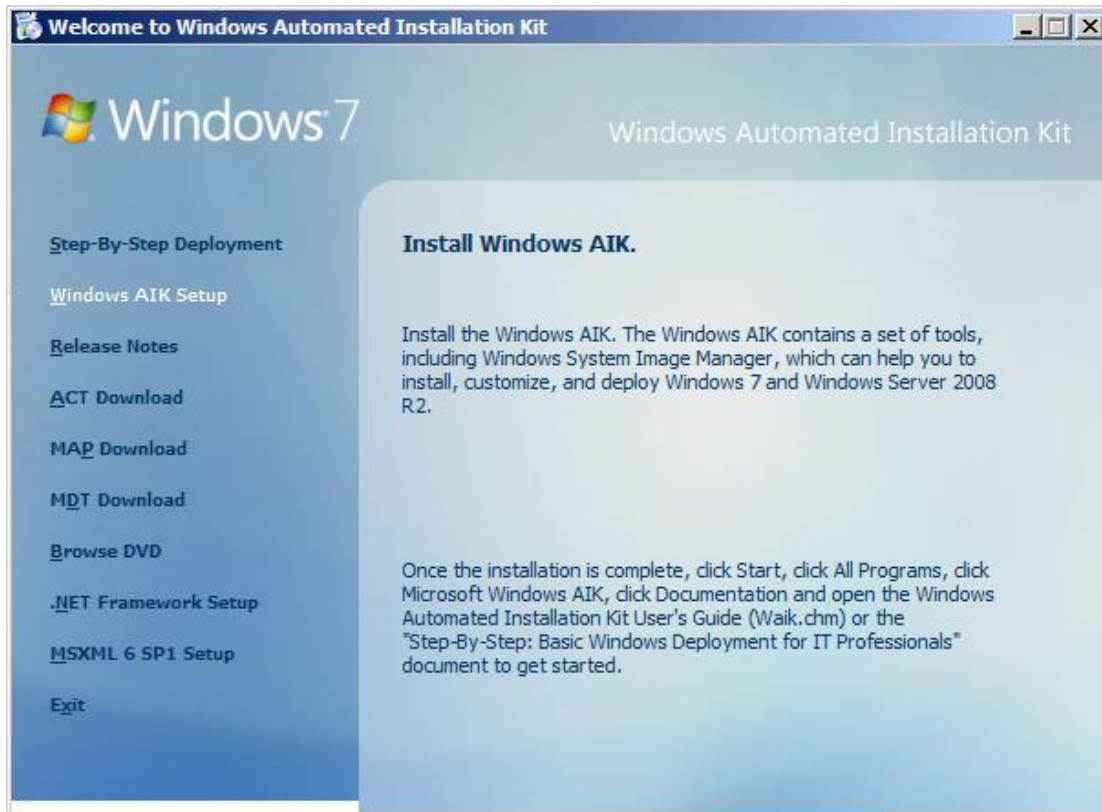 Welcome to Windows Automated Installation Kit
Windows 7
Windows Automated Installation Kit
Step-By-Step Deployment
Windows AIK Setup
Release Notes
ACT Download
MAP Download
MDT Download
Browse DVD
.NET Framework Setup
MSXML 6 SP1 Setup
Exit
Install Windows AIK.
Install the Windows AIK. The Windows AIK contains a set of tools,
including Windows System Image Manager, which can help you to
install, customize, and deploy Windows 7 and Windows Server 2008
R2.
Once the installation is complete, click Start, click All Programs, click
Microsoft Windows AIK, click Documentation and open the Windows
Automated Installation Kit User's Guide (Waik.chm) or the
"Step-By-Step: Basic Windows Deployment for IT Professionals"
document to get started.